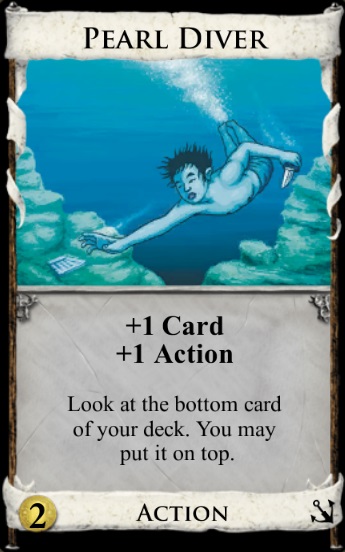 PEARL DIVER
+1 Card
+1 Action
Look at the bottom card
of your deck. You may
put it on top.
2
ACTION